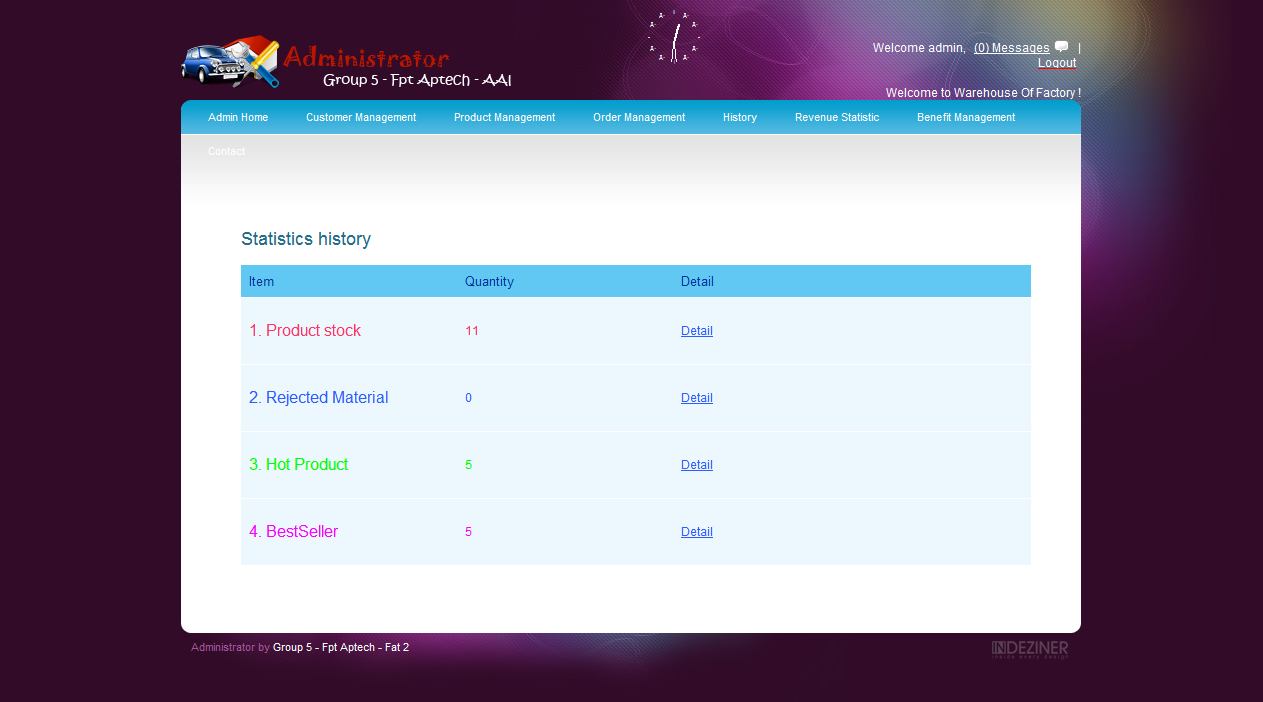 Administrator
Group 5 - Fpt Aptech - AAI
Welcome admin, (0) Messages |
Logout
Welcome to Warehouse Of Factory !
Admin Home Customer Management Product Management Order Management History Revenue Statistic Benefit Management
Contact
Statistics history
Item Quantity Detail
1. Product stock 11 Detail
2. Rejected Material 0 Detail
3. Hot Product 5 Detail
4. BestSeller 5 Detail
Administrator by Group 5 - Fpt Aptech - Fat 2
INDEZINER
inside every design